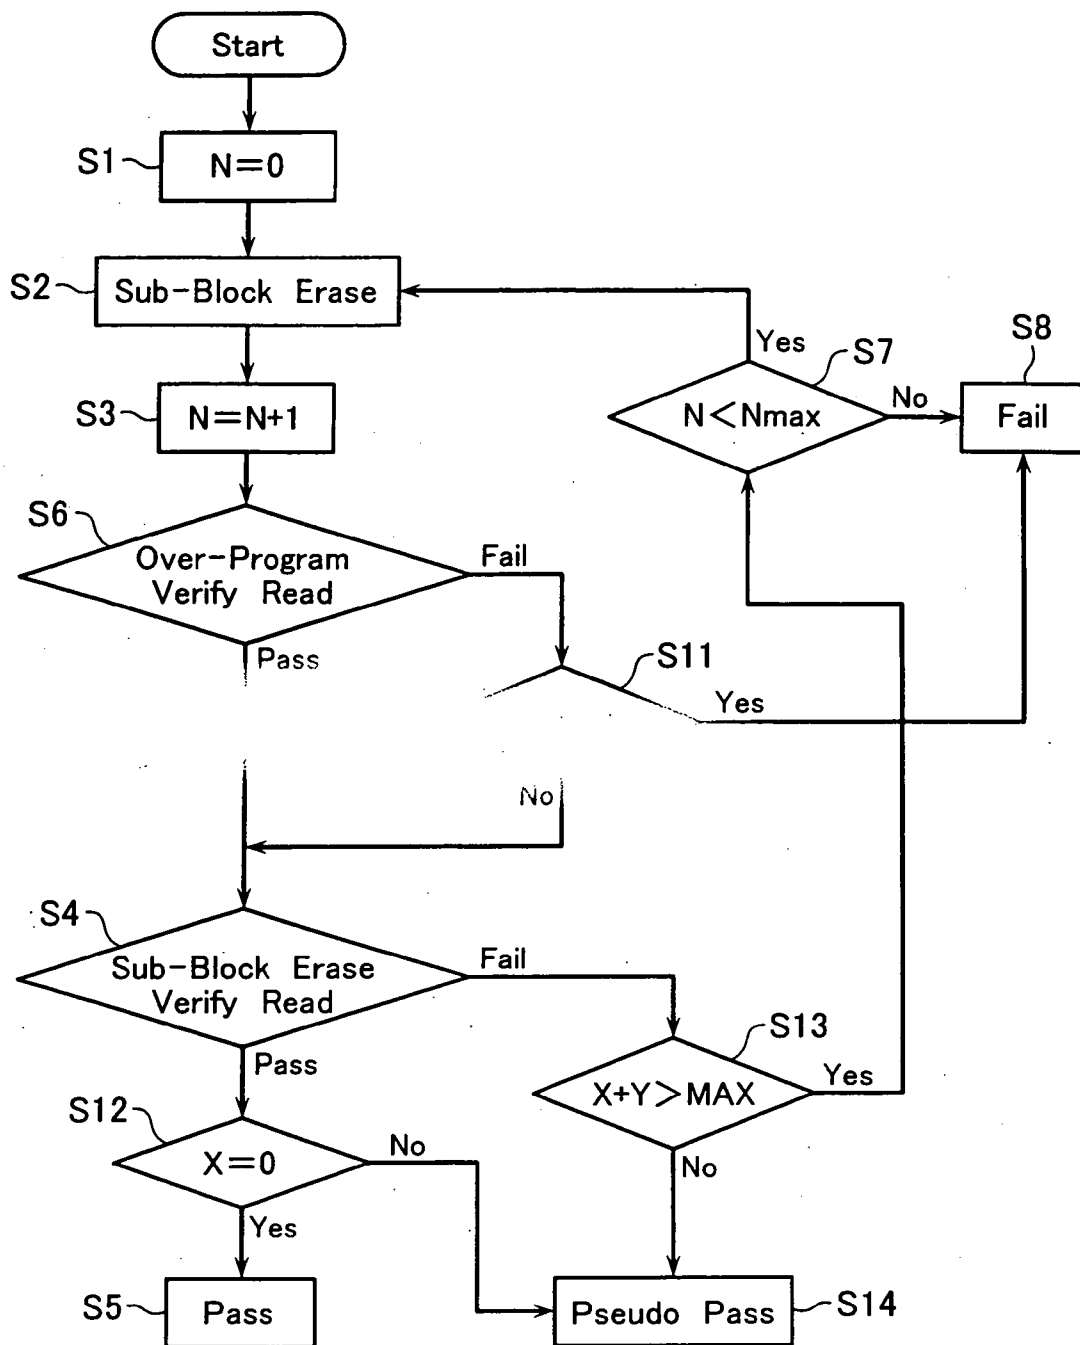 Start
S1
N=0
S2
Sub-Block Erase
S3
N=N+1
Yes
S7
S8
N<Nmax
No
Fail
S6
Over-Program
Verify Read
Fail
Pass
S11
Yes
No
S4
Sub-Block Erase
Verify Read
Fail
Pass
S13
X+Y>MAX
Yes
No
S12
X=0
No
Yes
S5
Pass
Pseudo Pass
S14